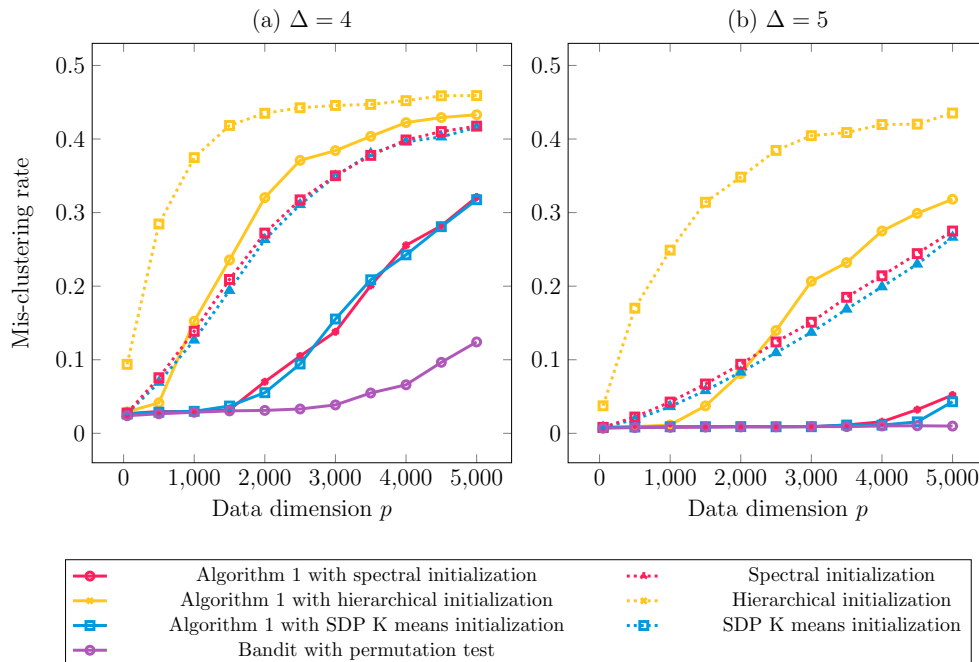 (a) Δ = 4
(b) Δ = 5
Mis-clustering rate
0.5
0.4
0.3
0.2
0.1
0
0.5
0.4
0.3
0.2
0.1
0
0 1,000 2,000 3,000 4,000 5,000
0 1,000 2,000 3,000 4,000 5,000
Data dimension p
Data dimension p
Algorithm 1 with spectral initialization
Spectral initialization
Algorithm 1 with hierarchical initialization
Hierarchical initialization
Algorithm 1 with SDP K means initialization
SDP K means initialization
Bandit with permutation test